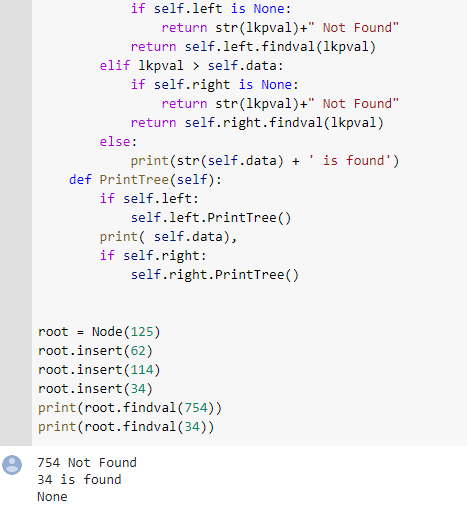 if self.left is None:
return str(lkpval)+" Not Found"
return self.left.findval(lkpval)
elif lkpval > self.data:
if self.right is None:
return str(lkpval)+" Not Found"
return self.right.findval(lkpval)
else:
print(str(self.data) + ' is found')
def PrintTree(self):
if self.left:
self.left.PrintTree()
print( self.data),
if self.right:
self.right.PrintTree()
root = Node(125)
root.insert(62)
root.insert(114)
root.insert(34)
print(root.findval(754))
print(root.findval(34))
754 Not Found
34 is found
None